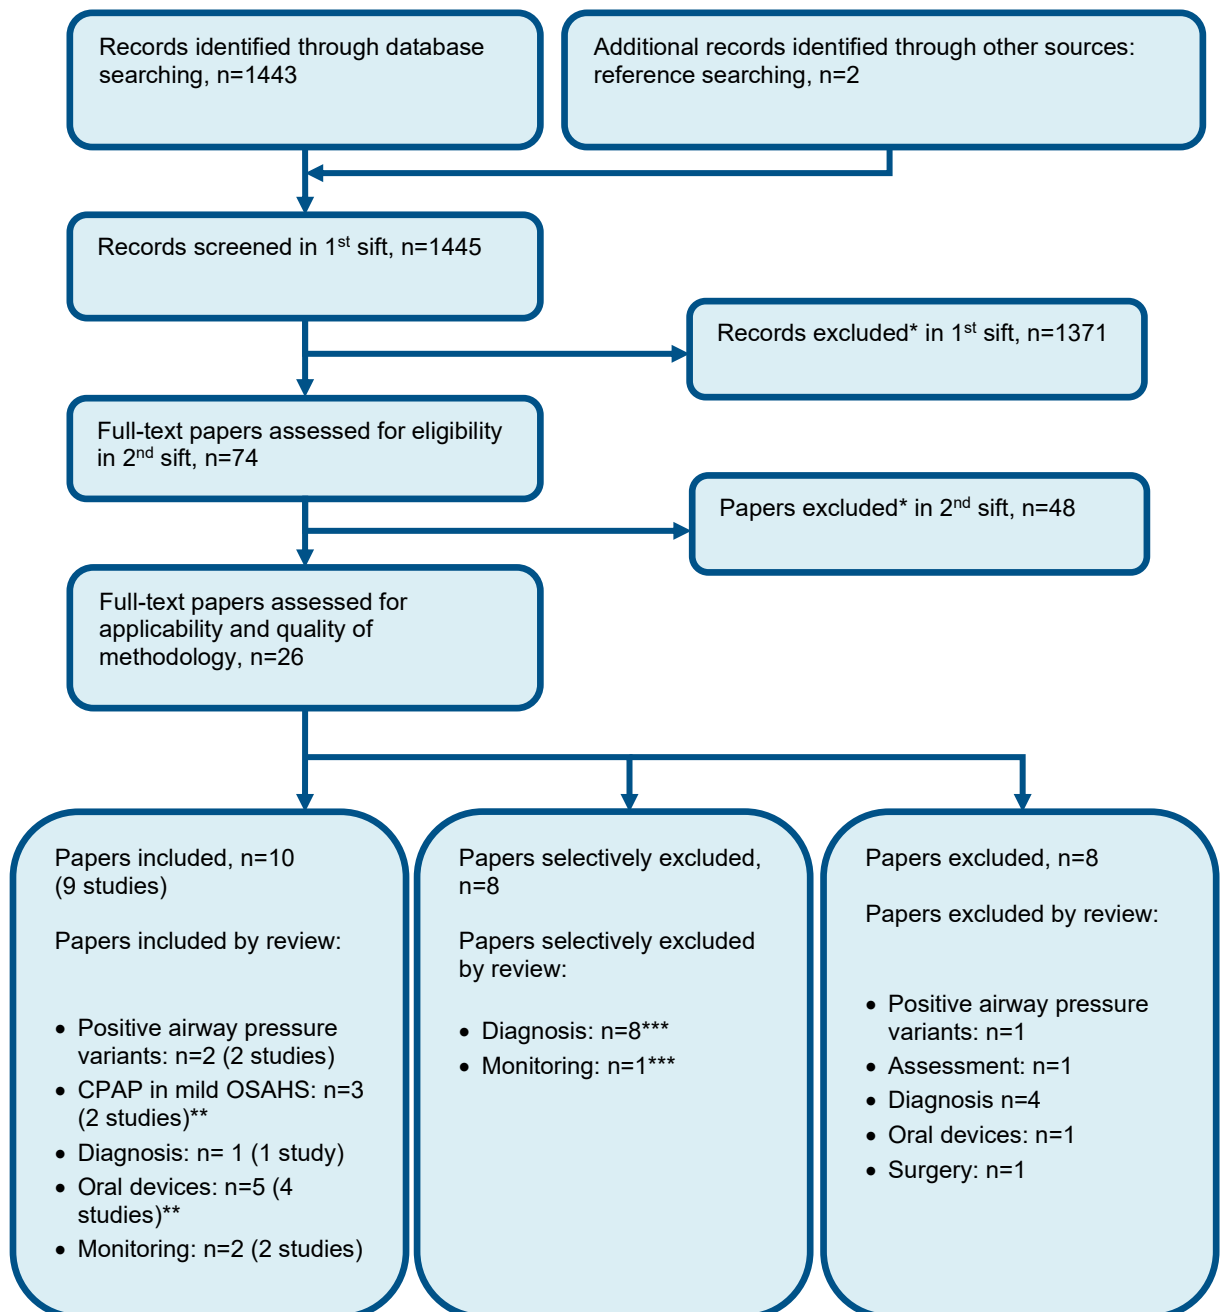 Records identified through database
searching, n=1443
Additional records identified through other sources:
reference searching, n=2
Records screened in 1st sift, n=1445
Records excluded* in 1st sift, n=1371
Full-text papers assessed for eligibility
in 2nd sift, n=74
Papers excluded* in 2nd sift, n=48
Full-text papers assessed for
applicability and quality of
methodology, n=26
Papers included, n=10
(9 studies)
Papers included by review:
• Positive airway pressure
variants: n=2 (2 studies)
• CPAP in mild OSAHS: n=3
(2 studies)**
• Diagnosis: n= 1 (1 study)
• Oral devices: n=5 (4
studies)**
• Monitoring: n=2 (2 studies)
Papers selectively excluded,
n=8
Papers selectively excluded
by review:
• Diagnosis: n=8***
• Monitoring: n=1***
Papers excluded, n=8
Papers excluded by review:
• Positive airway pressure
variants: n=1
• Assessment: n=1
• Diagnosis n=4
• Oral devices: n=1
• Surgery: n=1